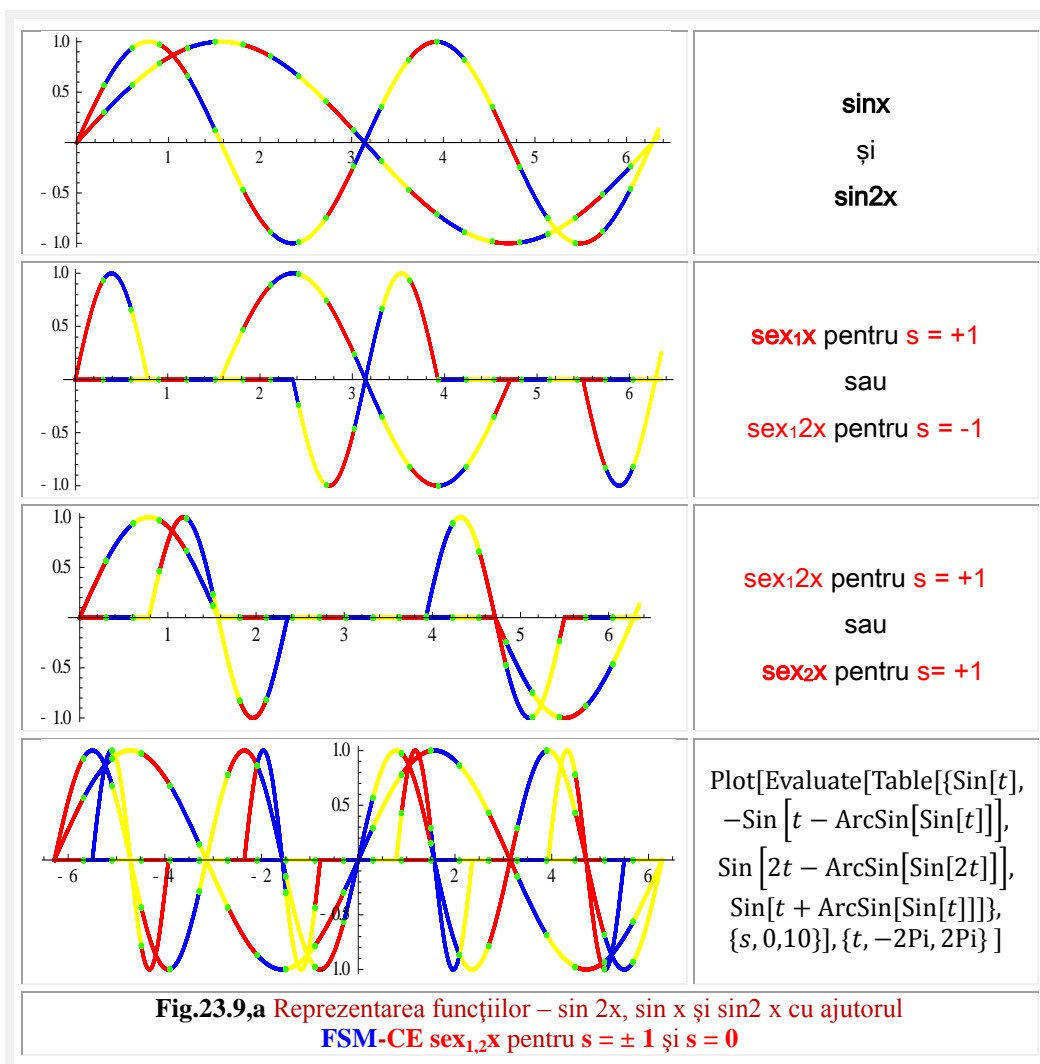 1.0
0.5
- 0.5
- 1.0
1 2 3 4 5 6
sinx
și
sin2x
1.0
0.5
- 0.5
- 1.0
1 2 3 4 5 6
sex₁x pentru s = +1
sau
sex₁2x pentru s = -1
1.0
0.5
- 0.5
- 1.0
1 2 3 4 5 6
sex₁2x pentru s = +1
sau
sex₂x pentru s= +1
1.0
0.5
- 0.5
- 1.0
- 6 - 4 - 2 2 4 6
Plot[Evaluate[Table[{Sin[t],
−Sin [t − ArcSin[Sin[t]]],
Sin [2t − ArcSin[Sin[2t]]],
Sin[t + ArcSin[Sin[t]]]},
{s, 0,10}], {t, −2Pi, 2Pi} ]
Fig.23.9,a Reprezentarea funcţiilor – sin 2x, sin x şi sin2 x cu ajutorul
FSM-CE sex₁,₂x pentru s = ± 1 şi s = 0